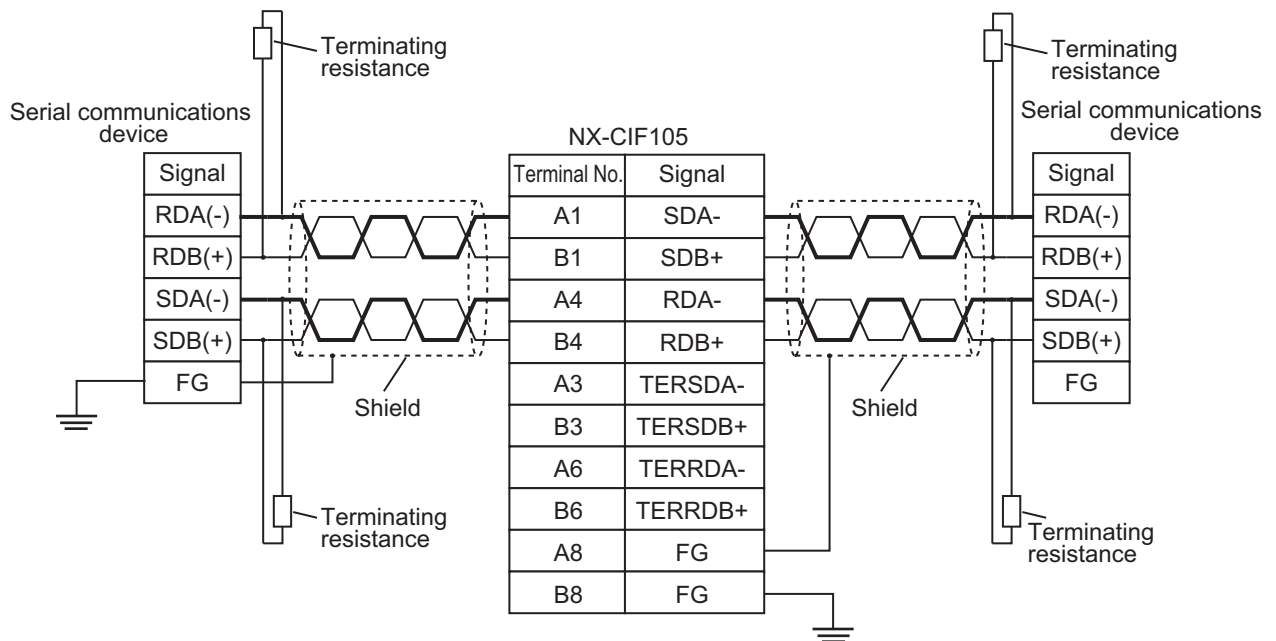 Terminating
resistance
Terminating
resistance
Serial communications
device
NX-CIF105
Serial communications
device
Signal
RDA(-)
RDB(+)
SDA(-)
SDB(+)
FG
Terminal No. Signal
A1 SDA-
B1 SDB+
A4 RDA-
B4 RDB+
A3 TERSDA-
B3 TERSDB+
A6 TERRDA-
B6 TERRDB+
A8 FG
B8 FG
Signal
RDA(-)
RDB(+)
SDA(-)
SDB(+)
FG
Shield
Shield
Terminating
resistance
Terminating
resistance